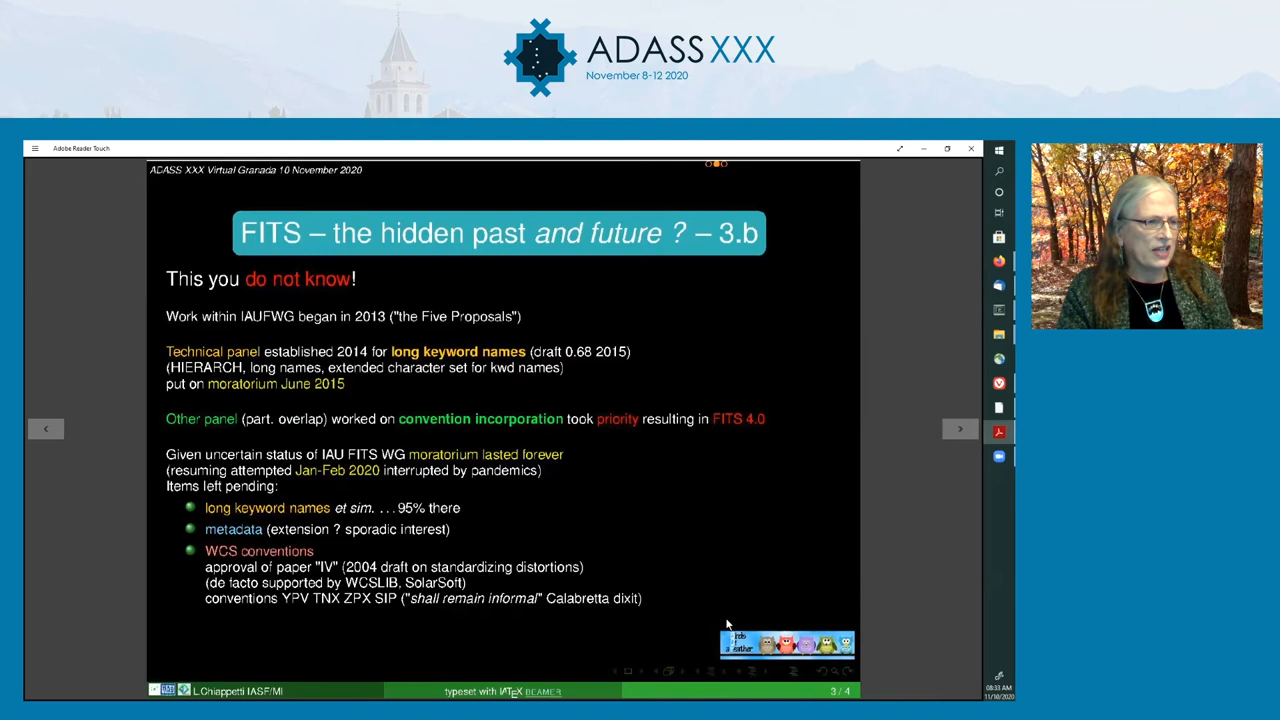 ADASS XXX
November 8-12 2020
Adobe Reader Touch
ADASS XXX Virtual Granada 10 November 2020
FITS – the hidden past and future ? – 3.b
This you do not know!
Work within IAUFWG began in 2013 ("the Five Proposals")
Technical panel established 2014 for long keyword names (draft 0.68 2015)
(HIERARCH, long names, extended character set for kwd names)
put on moratorium June 2015
Other panel (part. overlap) worked on convention incorporation took priority resulting in FITS 4.0
Given uncertain status of IAU FITS WG moratorium lasted forever
(resuming attempted Jan-Feb 2020 interrupted by pandemics)
Items left pending:
long keyword names et sim. ...95% there
metadata (extension ? sporadic interest)
WCS conventions
approval of paper "IV" (2004 draft on standardizing distortions)
(de facto supported by WCSLIB, SolarSoft)
conventions YPV TNX ZPX SIP ("shall remain informal" Calabretta dixit)
L.Chiappetti IASF/MI
typeset with LATEX BEAMER
3 / 4
08:33 AM
11/10/2020